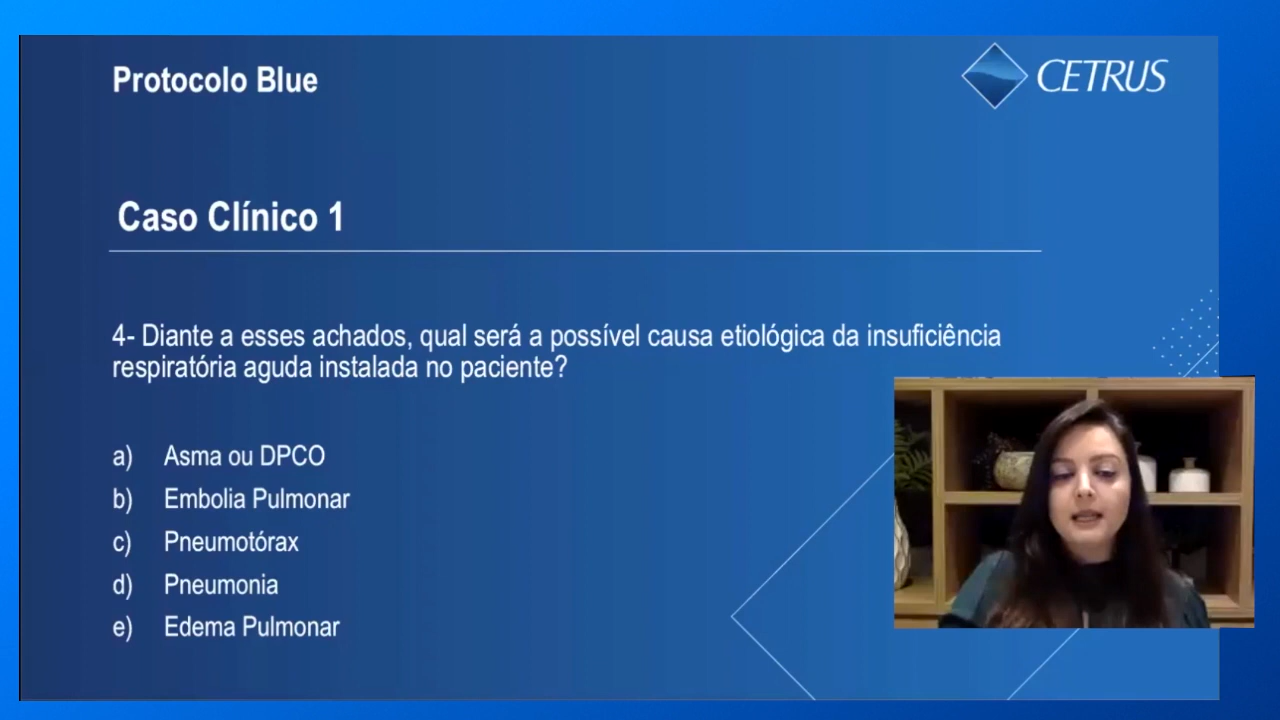 Protocolo Blue
CETRUS
Caso Clínico 1
4- Diante a esses achados, qual será a possível causa etiológica da insuficiência
respiratória aguda instalada no paciente?
a) Asma ou DPCO
b) Embolia Pulmonar
c) Pneumotórax
d) Pneumonia
e) Edema Pulmonar